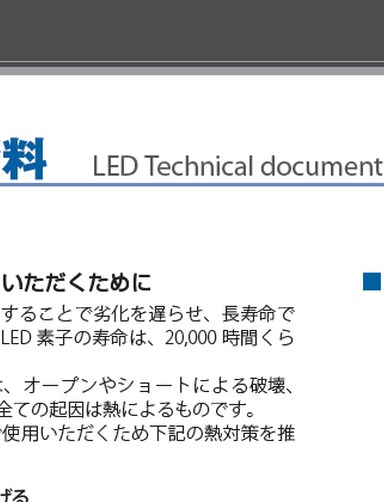 料 LED Technical document
いただくために
することで劣化を遅らせ、長寿命で
LED 素子の寿命は、20,000 時間くら
は、オープンやショートによる破壊、
全ての起因は熱によるものです。
使用いただくため下記の熱対策を推
げる